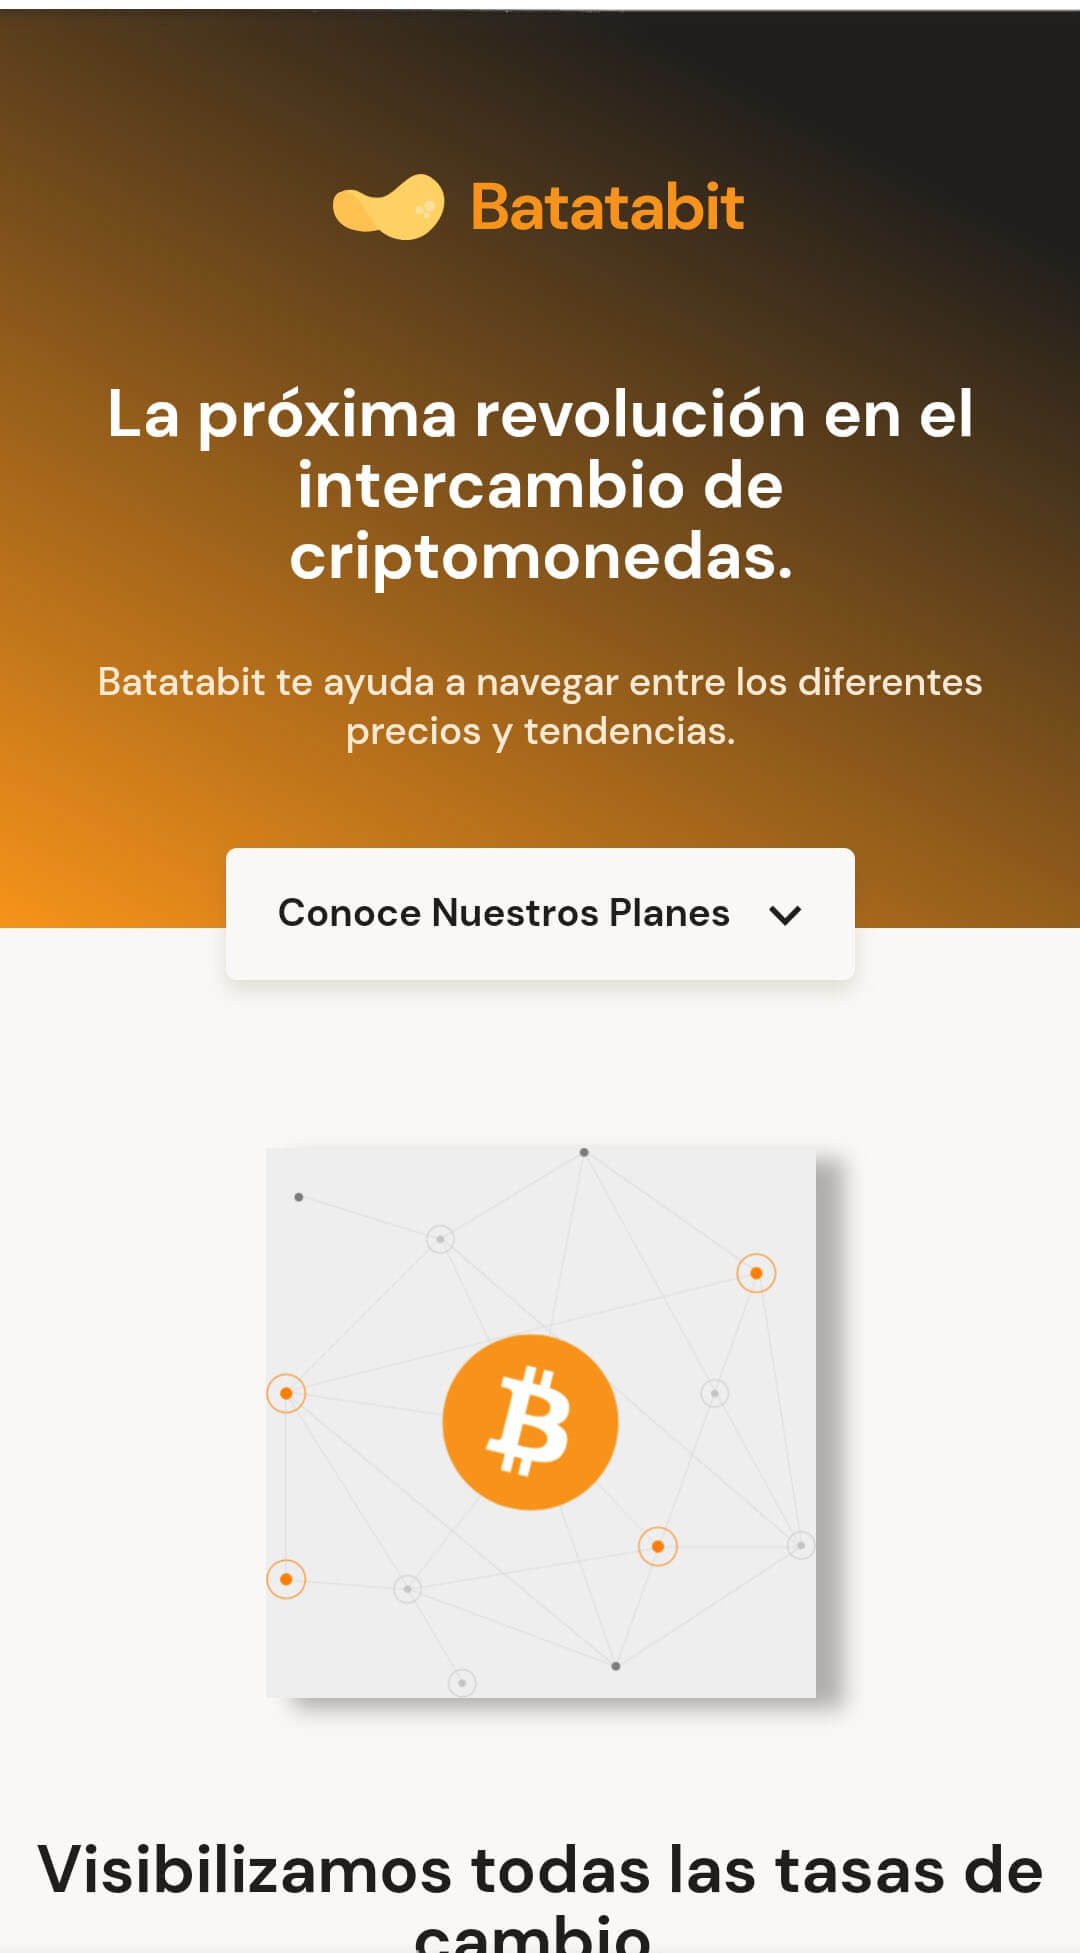 Batatabit
La próxima revolución en el
intercambio de
criptomonedas.
Batatabit te ayuda a navegar entre los diferentes
precios y tendencias.
Conoce Nuestros Planes
Visibilizamos todas las tasas de
cambio